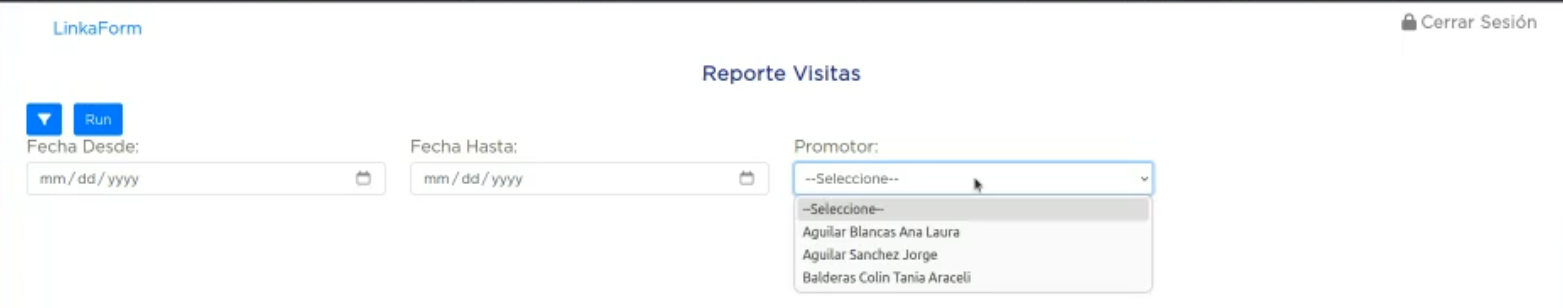 LinkaForm
Cerrar Sesión
Reporte Visitas
Run
Fecha Desde:
Fecha Hasta:
Promotor:
mm/dd/yyyy
mm/dd/yyyy
--Seleccione--
--Seleccione--
Aguilar Blancas Ana Laura
Aguilar Sanchez Jorge
Balderas Colin Tania Araceli